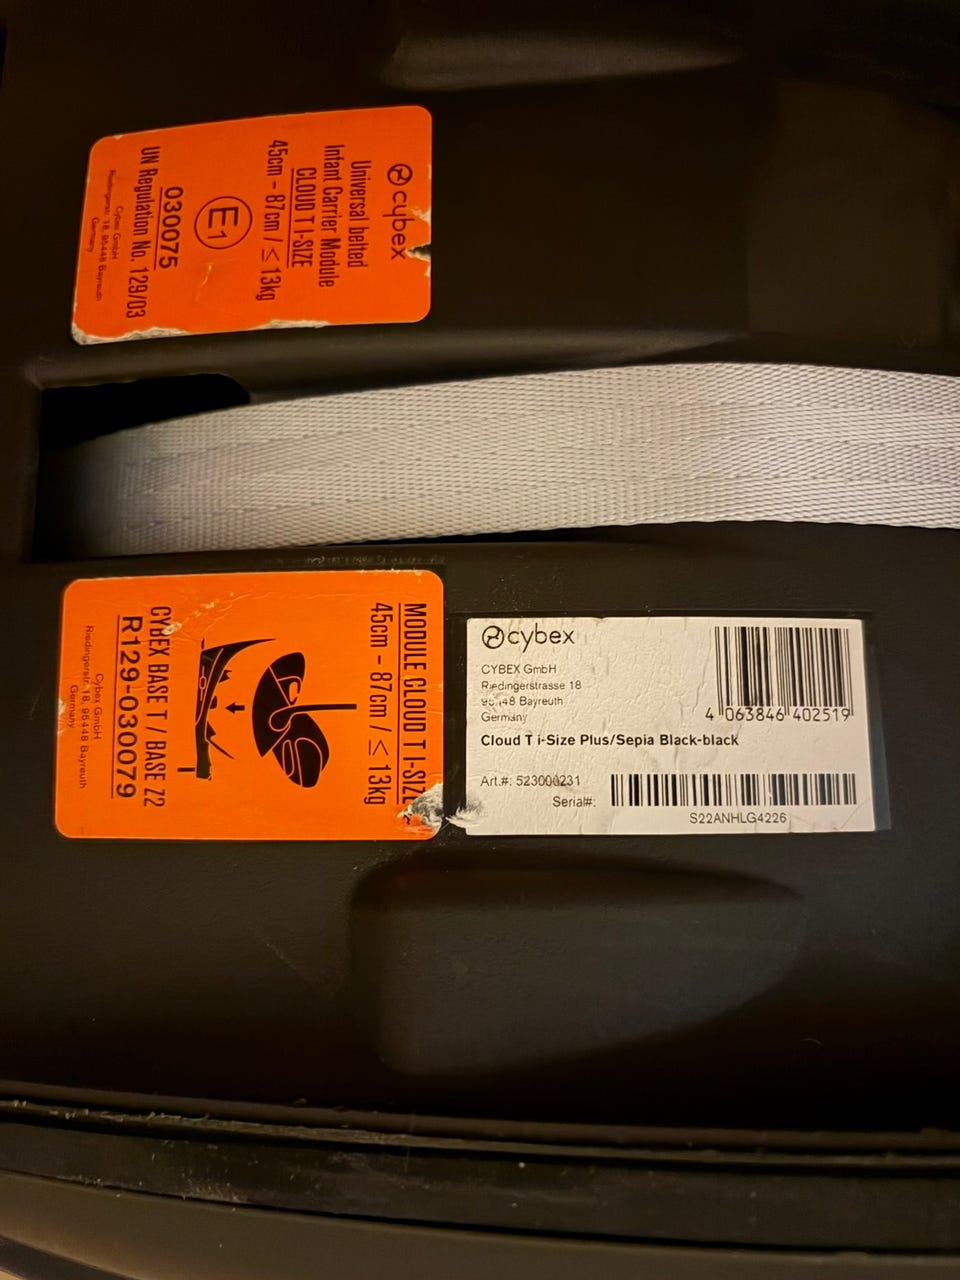 cybex
Universal belted
Infant Carrier Module
CLOUD T I-SIZE
45cm - 87cm / ≤ 13kg
E1
030075
UN Regulation No. 129/03
Cybex GmbH
Riedingerstr. 18, 95448 Bayreuth
Germany
MODULE CLOUD T I-SIZE
45cm - 87cm / ≤ 13kg
CYBEX BASE T / BASE Z2
R129-030079
Cybex GmbH
Riedingerstr. 18, 95448 Bayreuth
Germany
cybex
CYBEX GmbH
Riedingerstrasse 18
95448 Bayreuth
Germany
4 063846 402519
Cloud T i-Size Plus/Sepia Black-black
Art.#: 523000231
Serial#:
S22ANHLG4226